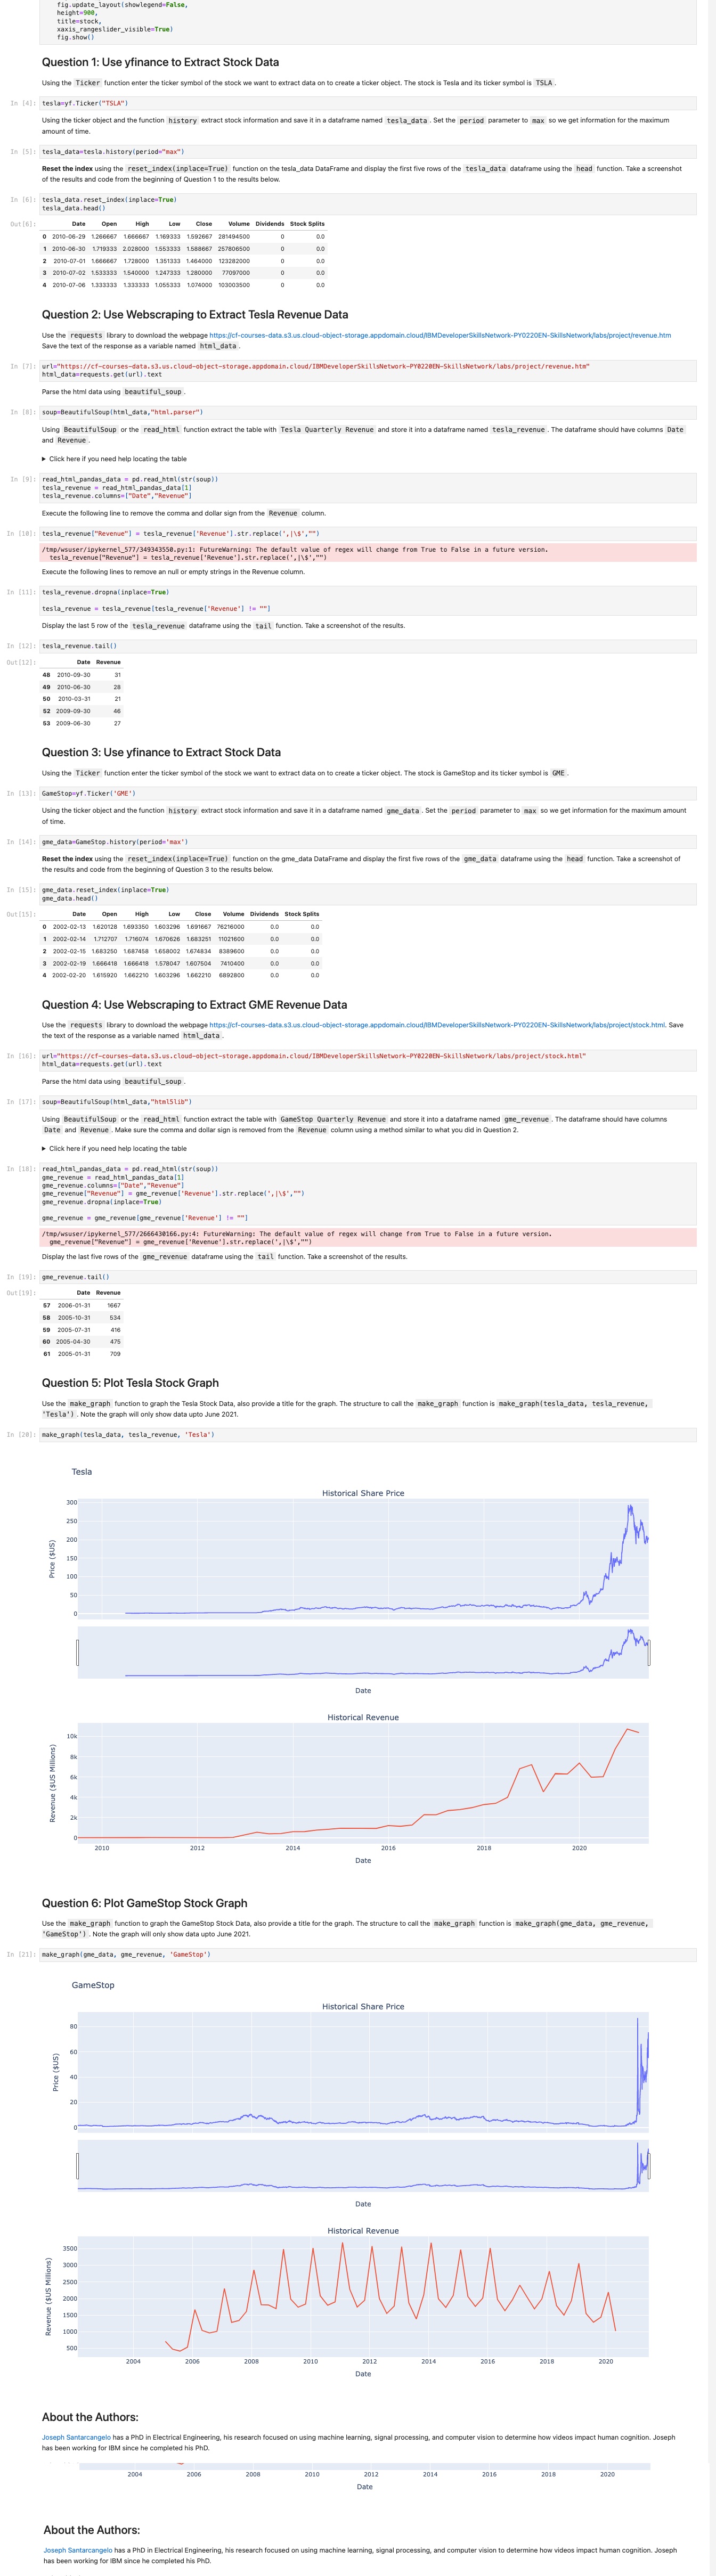 fig.update_layout(showlegend=False,
height=900,
title=stock,
xaxis_rangeslider_visible=True)
fig.show()
Question 1: Use yfinance to Extract Stock Data
Using the Ticker function enter the ticker symbol of the stock we want to extract data on to create a ticker object. The stock is Tesla and its ticker symbol is TSLA .
In [4]: tesla=yf.Ticker("TSLA")
Using the ticker object and the function history extract stock information and save it in a dataframe named tesla_data . Set the period parameter to max so we get information for the maximum
amount of time.
In [5]: tesla_data=tesla.history(period="max")
Reset the index using the reset_index(inplace=True) function on the tesla_data DataFrame and display the first five rows of the tesla_data dataframe using the head function. Take a screenshot
of the results and code from the beginning of Question 1 to the results below.
In [6]: tesla_data.reset_index(inplace=True)
tesla_data.head()
Out[6]: Date Open High Low Close Volume Dividends Stock Splits
0 2010-06-29 1.266667 1.666667 1.169333 1.592667 281494500 0 0.0
1 2010-06-30 1.719333 2.028000 1.553333 1.588667 257806500 0 0.0
2 2010-07-01 1.666667 1.728000 1.351333 1.464000 123282000 0 0.0
3 2010-07-02 1.533333 1.540000 1.247333 1.280000 77097000 0 0.0
4 2010-07-06 1.333333 1.333333 1.055333 1.074000 103003500 0 0.0
Question 2: Use Webscraping to Extract Tesla Revenue Data
Use the requests library to download the webpage https://cf-courses-data.s3.us.cloud-object-storage.appdomain.cloud/IBMDeveloperSkillsNetwork-PY0220EN-SkillsNetwork/labs/project/revenue.htm
Save the text of the response as a variable named html_data .
In [7]: url="https://cf-courses-data.s3.us.cloud-object-storage.appdomain.cloud/IBMDeveloperSkillsNetwork-PY0220EN-SkillsNetwork/labs/project/revenue.htm"
html_data=requests.get(url).text
Parse the html data using beautiful_soup .
In [8]: soup=BeautifulSoup(html_data,"html.parser")
Using BeautifulSoup or the read_html function extract the table with Tesla Quarterly Revenue and store it into a dataframe named tesla_revenue . The dataframe should have columns Date
and Revenue .
▶ Click here if you need help locating the table
In [9]: read_html_pandas_data = pd.read_html(str(soup))
tesla_revenue = read_html_pandas_data[1]
tesla_revenue.columns=["Date","Revenue"]
Execute the following line to remove the comma and dollar sign from the Revenue column.
In [10]: tesla_revenue["Revenue"] = tesla_revenue['Revenue'].str.replace(',|\$',"")
/tmp/wsuser/ipykernel_577/349343550.py:1: FutureWarning: The default value of regex will change from True to False in a future version.
tesla_revenue["Revenue"] = tesla_revenue['Revenue'].str.replace(',|\$',"")
Execute the following lines to remove an null or empty strings in the Revenue column.
In [11]: tesla_revenue.dropna(inplace=True)
tesla_revenue = tesla_revenue[tesla_revenue['Revenue'] != ""]
Display the last 5 row of the tesla_revenue dataframe using the tail function. Take a screenshot of the results.
In [12]: tesla_revenue.tail()
Out[12]: Date Revenue
48 2010-09-30 31
49 2010-06-30 28
50 2010-03-31 21
52 2009-09-30 46
53 2009-06-30 27
Question 3: Use yfinance to Extract Stock Data
Using the Ticker function enter the ticker symbol of the stock we want to extract data on to create a ticker object. The stock is GameStop and its ticker symbol is GME .
In [13]: GameStop=yf.Ticker('GME')
Using the ticker object and the function history extract stock information and save it in a dataframe named gme_data . Set the period parameter to max so we get information for the maximum amount
of time.
In [14]: gme_data=GameStop.history(period='max')
Reset the index using the reset_index(inplace=True) function on the gme_data DataFrame and display the first five rows of the gme_data dataframe using the head function. Take a screenshot of
the results and code from the beginning of Question 3 to the results below.
In [15]: gme_data.reset_index(inplace=True)
gme_data.head()
Out[15]: Date Open High Low Close Volume Dividends Stock Splits
0 2002-02-13 1.620128 1.693350 1.603296 1.691667 76216000 0.0 0.0
1 2002-02-14 1.712707 1.716074 1.670626 1.683251 11021600 0.0 0.0
2 2002-02-15 1.683250 1.687458 1.658002 1.674834 8389600 0.0 0.0
3 2002-02-19 1.666418 1.666418 1.578047 1.607504 7410400 0.0 0.0
4 2002-02-20 1.615920 1.662210 1.603296 1.662210 6892800 0.0 0.0
Question 4: Use Webscraping to Extract GME Revenue Data
Use the requests library to download the webpage https://cf-courses-data.s3.us.cloud-object-storage.appdomain.cloud/IBMDeveloperSkillsNetwork-PY0220EN-SkillsNetwork/labs/project/stock.html. Save
the text of the response as a variable named html_data .
In [16]: url="https://cf-courses-data.s3.us.cloud-object-storage.appdomain.cloud/IBMDeveloperSkillsNetwork-PY0220EN-SkillsNetwork/labs/project/stock.html"
html_data=requests.get(url).text
Parse the html data using beautiful_soup .
In [17]: soup=BeautifulSoup(html_data,"html5lib")
Using BeautifulSoup or the read_html function extract the table with GameStop Quarterly Revenue and store it into a dataframe named gme_revenue . The dataframe should have columns
Date and Revenue . Make sure the comma and dollar sign is removed from the Revenue column using a method similar to what you did in Question 2.
▶ Click here if you need help locating the table
In [18]: read_html_pandas_data = pd.read_html(str(soup))
gme_revenue = read_html_pandas_data[1]
gme_revenue.columns=["Date","Revenue"]
gme_revenue["Revenue"] = gme_revenue['Revenue'].str.replace(',|\$',"")
gme_revenue.dropna(inplace=True)
gme_revenue = gme_revenue[gme_revenue['Revenue'] != ""]
/tmp/wsuser/ipykernel_577/2666430166.py:4: FutureWarning: The default value of regex will change from True to False in a future version.
gme_revenue["Revenue"] = gme_revenue['Revenue'].str.replace(',|\$',"")
Display the last five rows of the gme_revenue dataframe using the tail function. Take a screenshot of the results.
In [19]: gme_revenue.tail()
Out[19]: Date Revenue
57 2006-01-31 1667
58 2005-10-31 534
59 2005-07-31 416
60 2005-04-30 475
61 2005-01-31 709
Question 5: Plot Tesla Stock Graph
Use the make_graph function to graph the Tesla Stock Data, also provide a title for the graph. The structure to call the make_graph function is make_graph(tesla_data, tesla_revenue,
'Tesla') . Note the graph will only show data upto June 2021.
In [20]: make_graph(tesla_data, tesla_revenue, 'Tesla')
Tesla
Historical Share Price
300
250
200
150
100
50
0
Price ($US)
Date
Historical Revenue
10k
8k
6k
4k
2k
0
Revenue ($US Millions)
2010 2012 2014 2016 2018 2020
Date
Question 6: Plot GameStop Stock Graph
Use the make_graph function to graph the GameStop Stock Data, also provide a title for the graph. The structure to call the make_graph function is make_graph(gme_data, gme_revenue,
'GameStop') . Note the graph will only show data upto June 2021.
In [21]: make_graph(gme_data, gme_revenue, 'GameStop')
GameStop
Historical Share Price
80
60
40
20
0
Price ($US)
Date
Historical Revenue
3500
3000
2500
2000
1500
1000
500
Revenue ($US Millions)
2004 2006 2008 2010 2012 2014 2016 2018 2020
Date
About the Authors:
Joseph Santarcangelo has a PhD in Electrical Engineering, his research focused on using machine learning, signal processing, and computer vision to determine how videos impact human cognition. Joseph
has been working for IBM since he completed his PhD.
2004 2006 2008 2010 2012 2014 2016 2018 2020
Date
About the Authors:
Joseph Santarcangelo has a PhD in Electrical Engineering, his research focused on using machine learning, signal processing, and computer vision to determine how videos impact human cognition. Joseph
has been working for IBM since he completed his PhD.